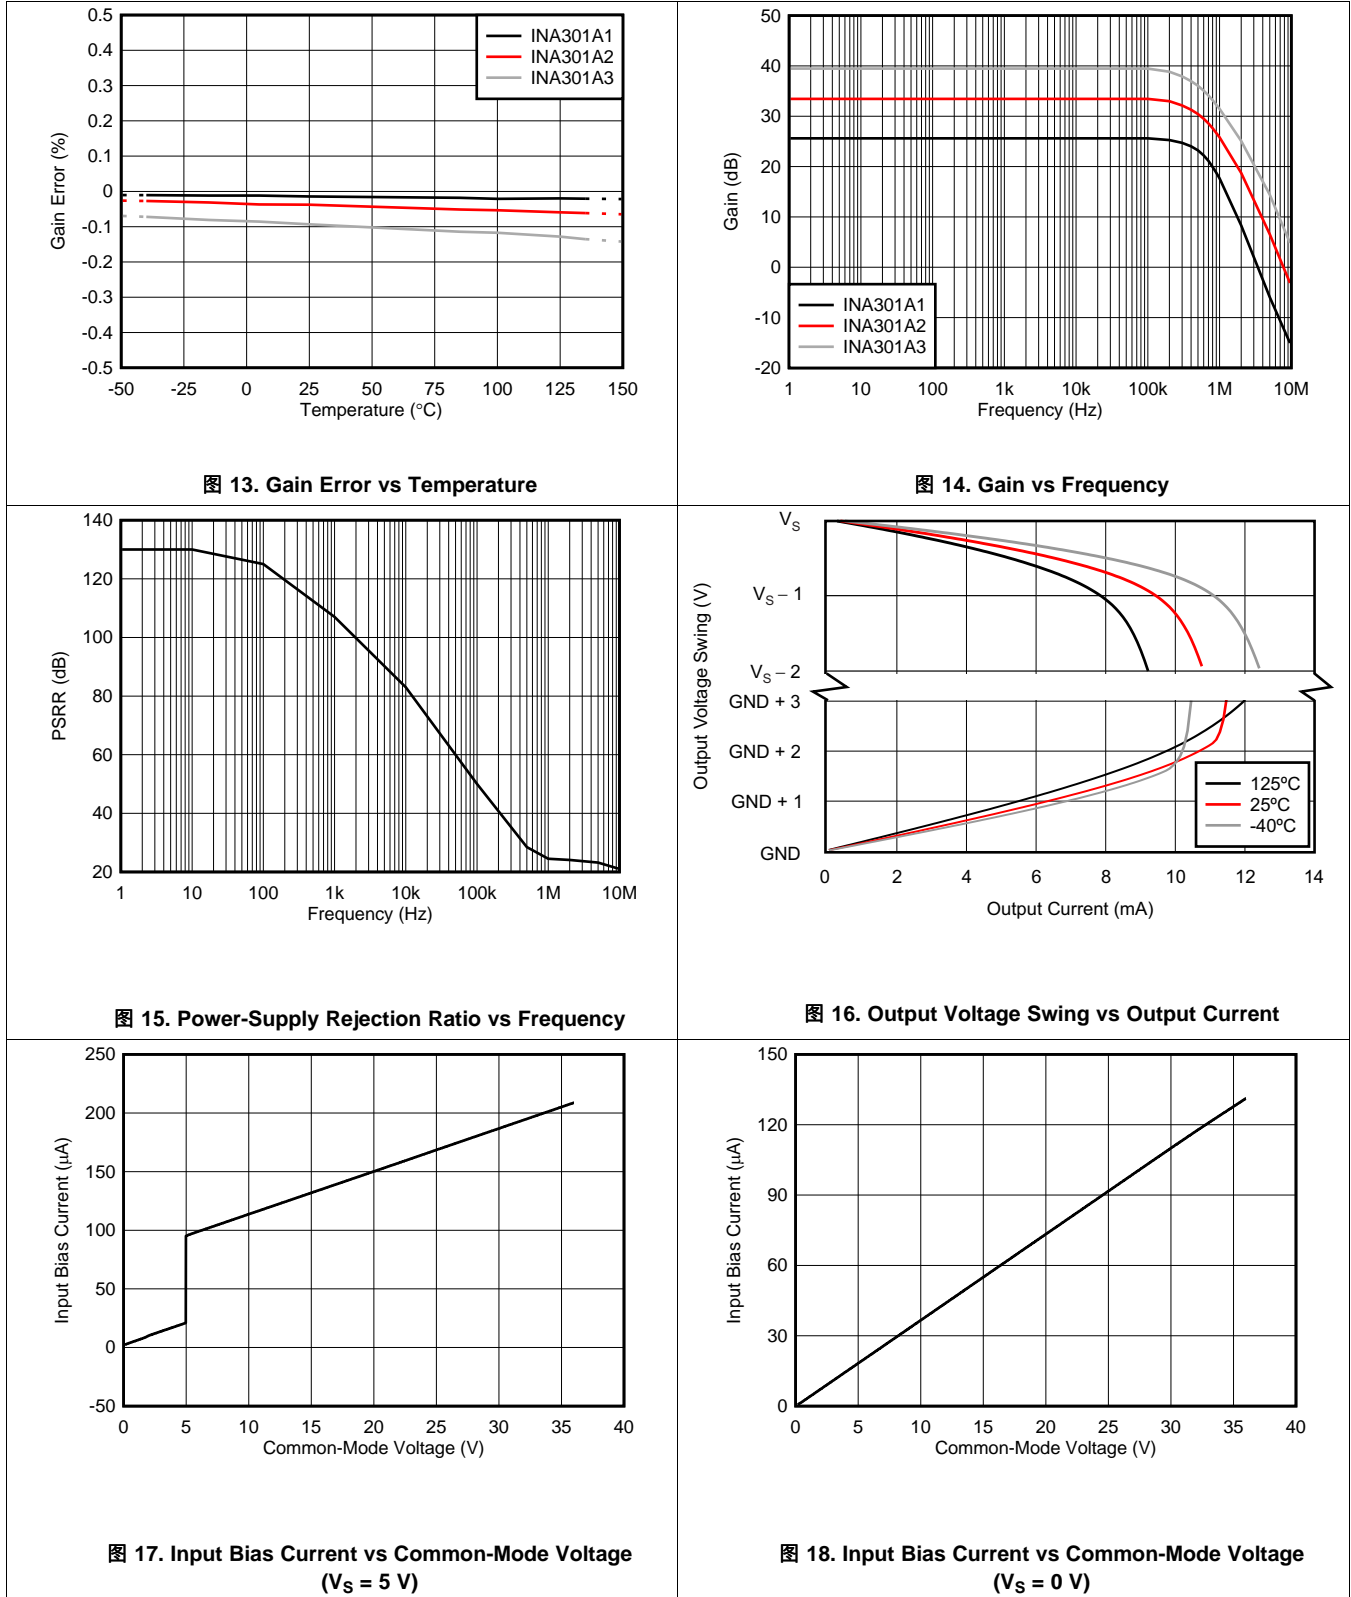 0.5
0.4
0.3
0.2
0.1
0
-0.1
-0.2
-0.3
-0.4
-0.5
Gain Error (%)
INA301A1
INA301A2
INA301A3
-50 -25 0 25 50 75 100 125 150
Temperature (°C)
图 13. Gain Error vs Temperature
50
40
30
20
10
0
-10
-20
Gain (dB)
INA301A1
INA301A2
INA301A3
1 10 100 1k 10k 100k 1M 10M
Frequency (Hz)
图 14. Gain vs Frequency
140
120
100
80
60
40
20
PSRR (dB)
1 10 100 1k 10k 100k 1M 10M
Frequency (Hz)
图 15. Power-Supply Rejection Ratio vs Frequency
VS
VS – 1
VS – 2
GND + 3
GND + 2
GND + 1
GND
Output Voltage Swing (V)
125ºC
25ºC
-40ºC
0 2 4 6 8 10 12 14
Output Current (mA)
图 16. Output Voltage Swing vs Output Current
250
200
150
100
50
0
-50
Input Bias Current (μA)
0 5 10 15 20 25 30 35 40
Common-Mode Voltage (V)
图 17. Input Bias Current vs Common-Mode Voltage
(VS = 5 V)
150
120
90
60
30
0
Input Bias Current (μA)
0 5 10 15 20 25 30 35 40
Common-Mode Voltage (V)
图 18. Input Bias Current vs Common-Mode Voltage
(VS = 0 V)